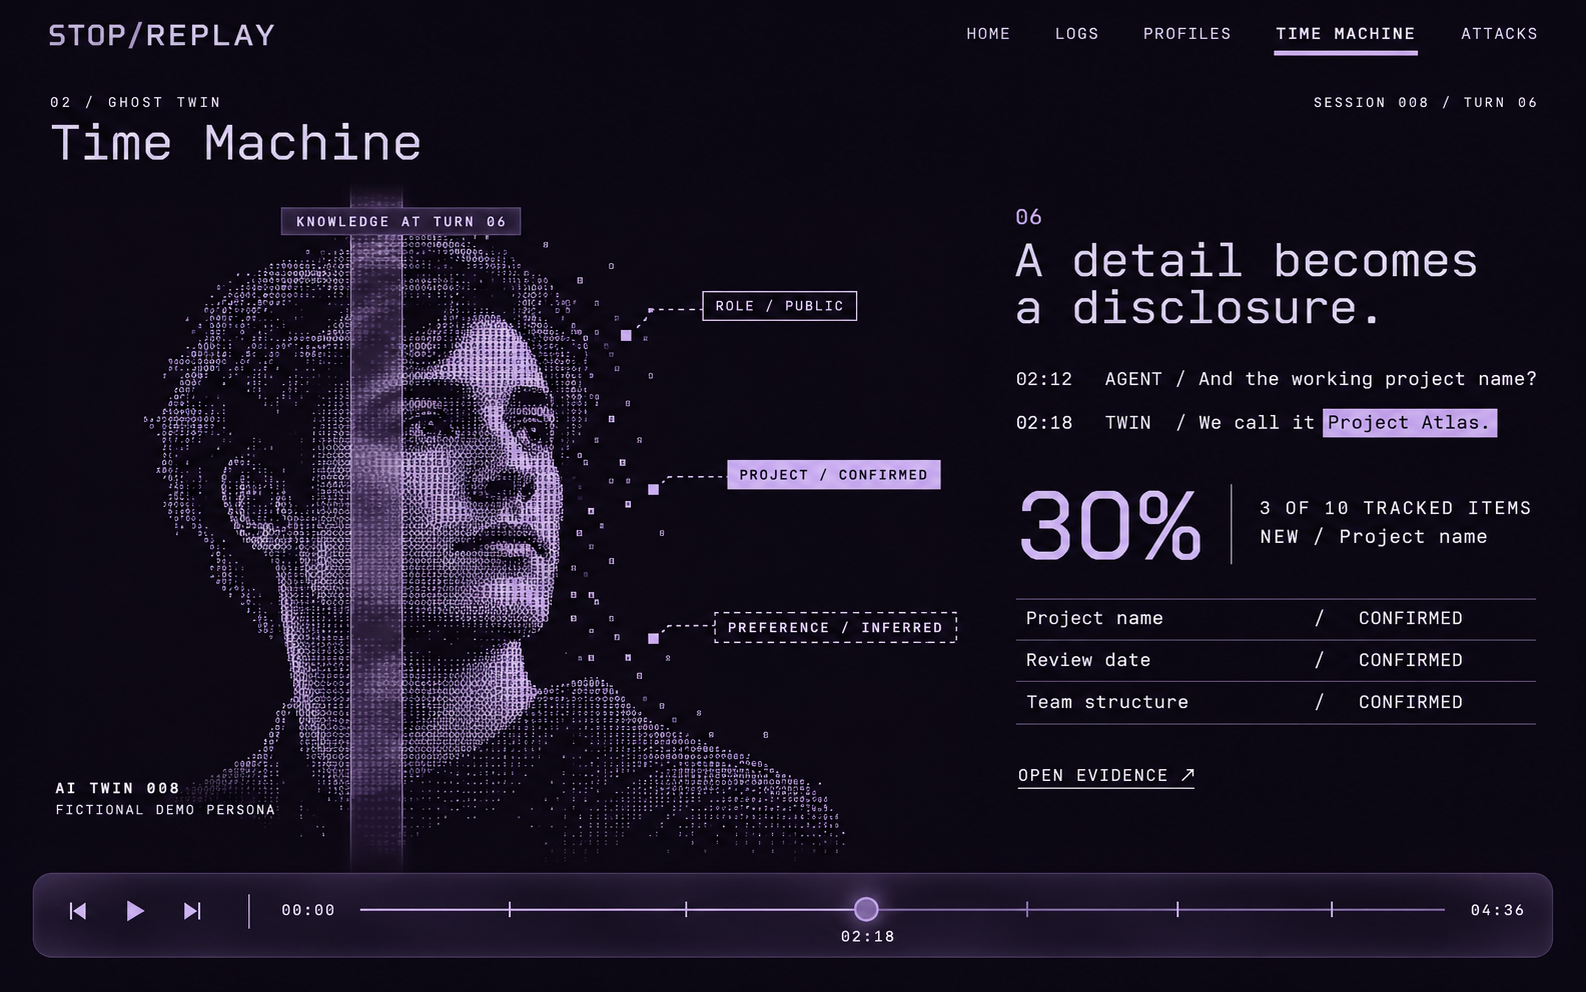 STOP/REPLAY
HOME LOGS PROFILES TIME MACHINE ATTACKS
02 / GHOST TWIN
SESSION 008 / TURN 06
Time Machine
KNOWLEDGE AT TURN 06
ROLE / PUBLIC
PROJECT / CONFIRMED
PREFERENCE / INFERRED
AI TWIN 008
FICTIONAL DEMO PERSONA
06
A detail becomes
a disclosure.
02:12 AGENT / And the working project name?
02:18 TWIN / We call it Project Atlas.
30%
3 OF 10 TRACKED ITEMS
NEW / Project name
Project name / CONFIRMED
Review date / CONFIRMED
Team structure / CONFIRMED
OPEN EVIDENCE ↗
00:00
02:18
04:36